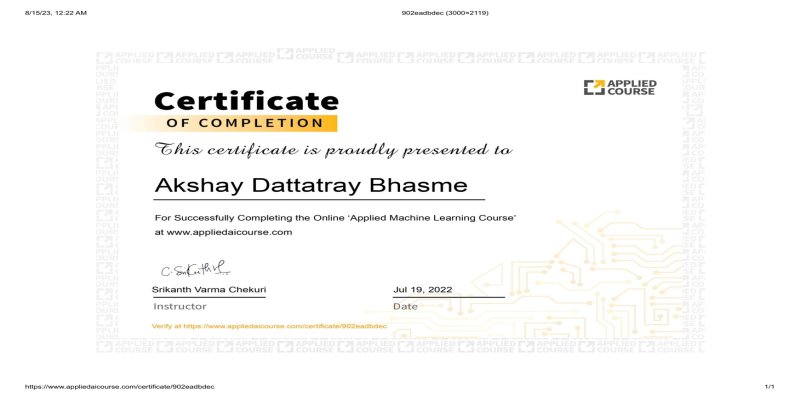 8/15/23, 12:22 AM
902eadbdec (3000×2119)
APPLIED
COURSE
Certificate
OF COMPLETION
This certificate is proudly presented to
Akshay Dattatray Bhasme
For Successfully Completing the Online ‘Applied Machine Learning Course’
at www.appliedaicourse.com
C. Srikanth V.
Srikanth Varma Chekuri
Jul 19, 2022
Instructor
Date
Verify at https://www.appliedaicourse.com/certificate/902eadbdec
https://www.appliedaicourse.com/certificate/902eadbdec
1/1